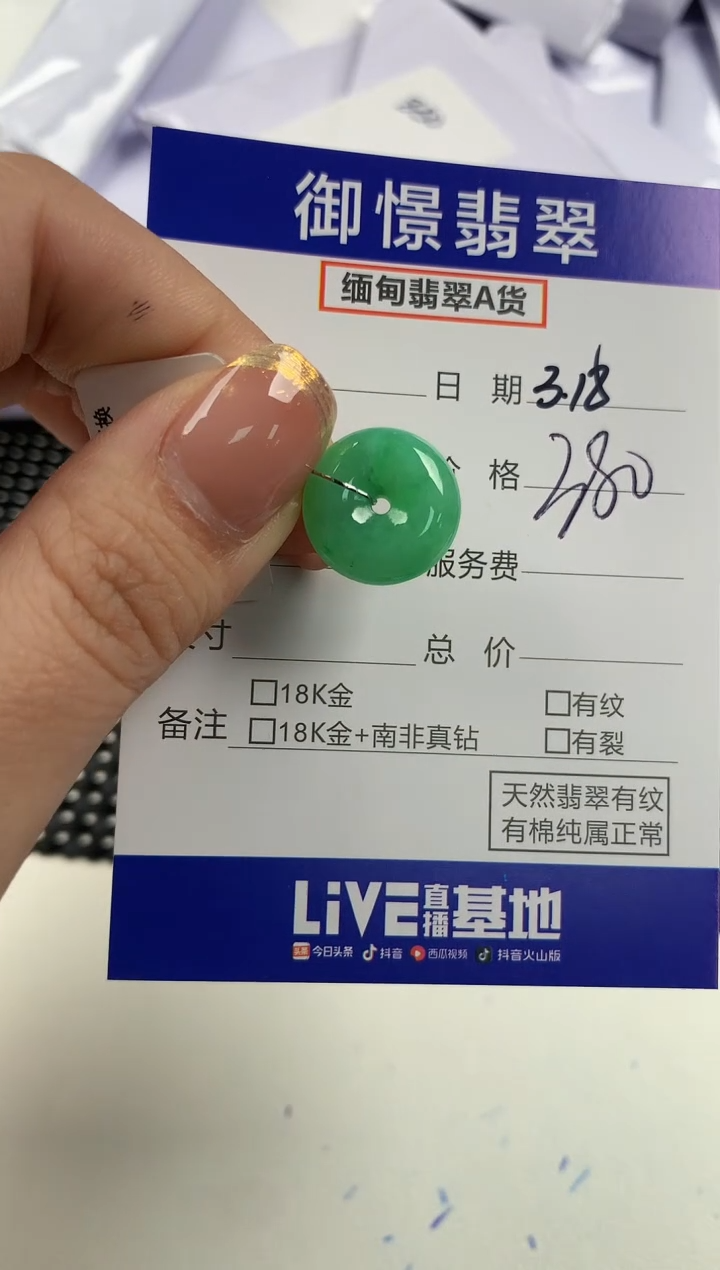 御憬翡翠
缅甸翡翠A货
日 期 3.18
格 280
服务费
寸 总 价
备注 □18K金 □有纹
□18K金+南非真钻 □有裂
天然翡翠有纹
有棉纯属正常
LiVE直播基地
头条 今日头条 抖音 西瓜视频 抖音火山版